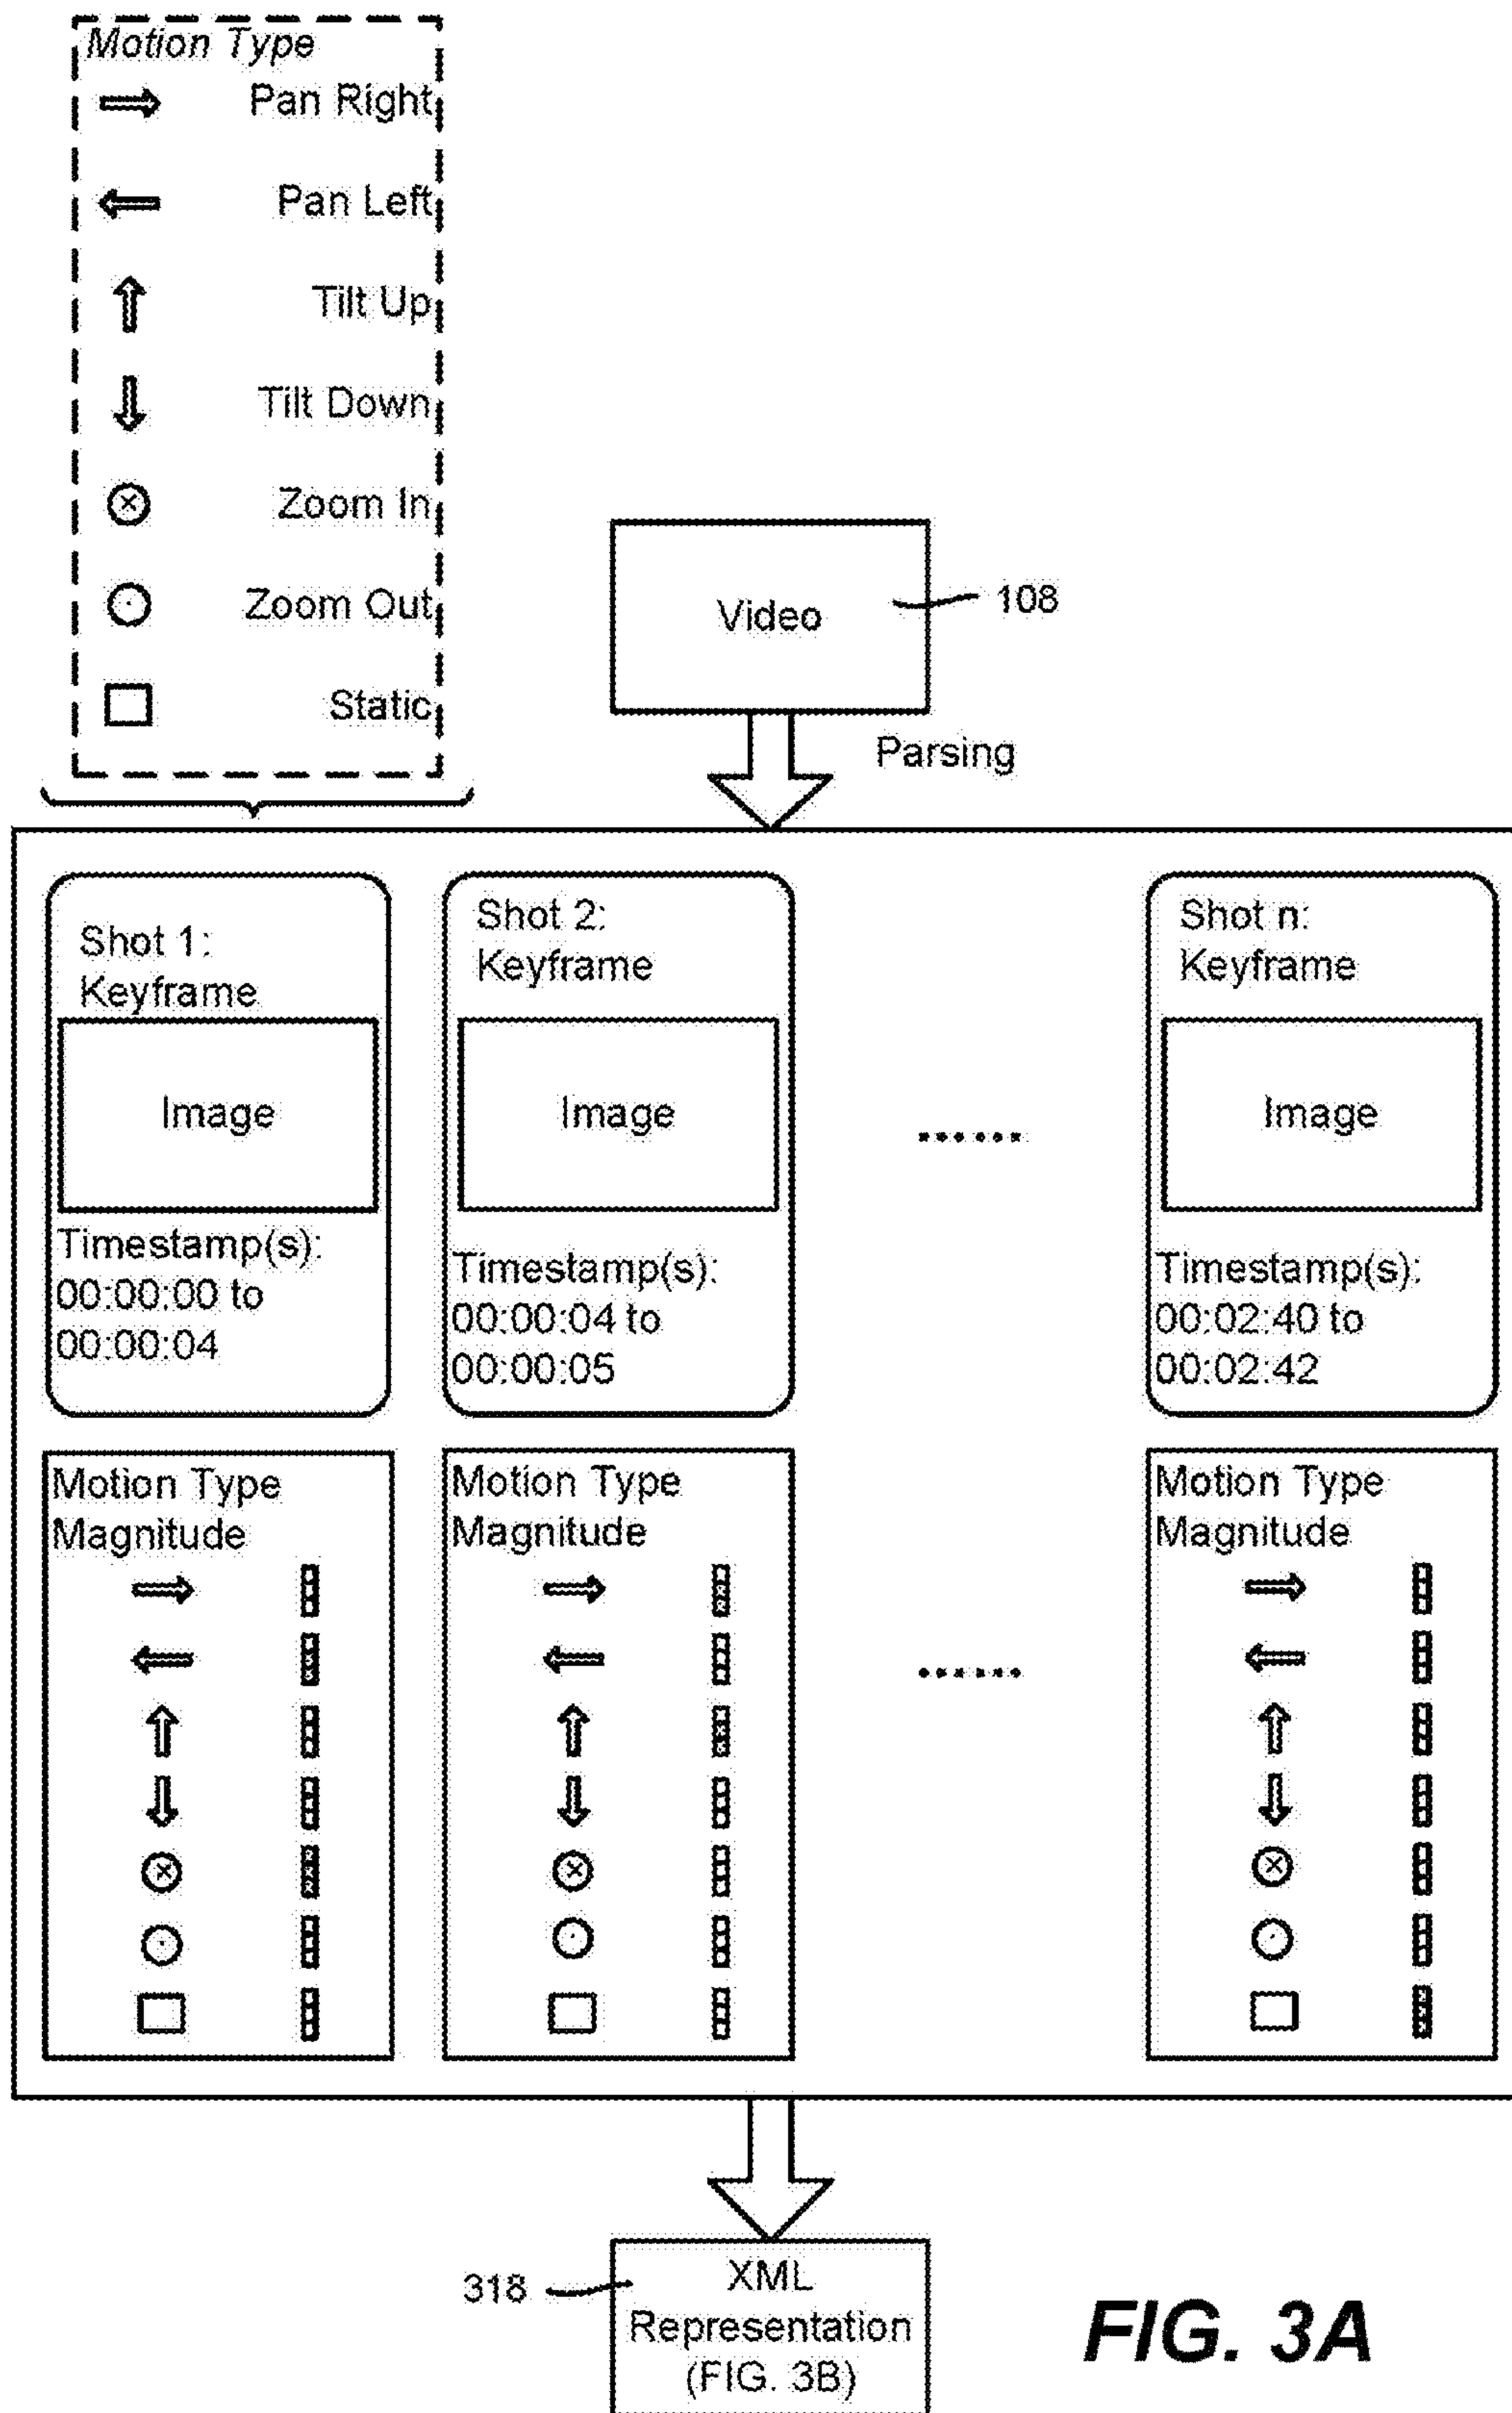 Motion Type
Pan Right
Pan Left
Tilt Up
Tilt Down
Zoom In
Zoom Out
Static
Video
108
Parsing
Shot 1:
Keyframe
Image
Timestamp(s):
00:00:00 to
00:00:04
Shot 2:
Keyframe
Image
Timestamp(s):
00:00:04 to
00:00:05
......
Shot n:
Keyframe
Image
Timestamp(s):
00:02:40 to
00:02:42
Motion Type
Magnitude
Motion Type
Magnitude
......
Motion Type
Magnitude
318
XML
Representation
(FIG. 3B)
FIG. 3A